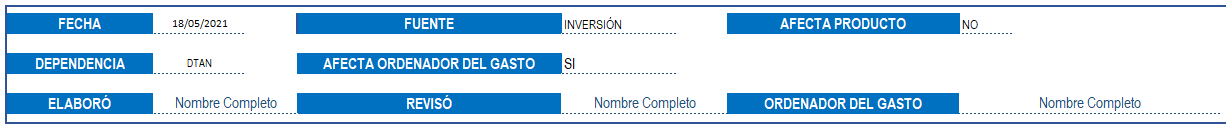 FECHA 18/05/2021 FUENTE INVERSIÓN AFECTA PRODUCTO NO
DEPENDENCIA DTAN AFECTA ORDENADOR DEL GASTO SI
ELABORÓ Nombre Completo REVISÓ Nombre Completo ORDENADOR DEL GASTO Nombre Completo